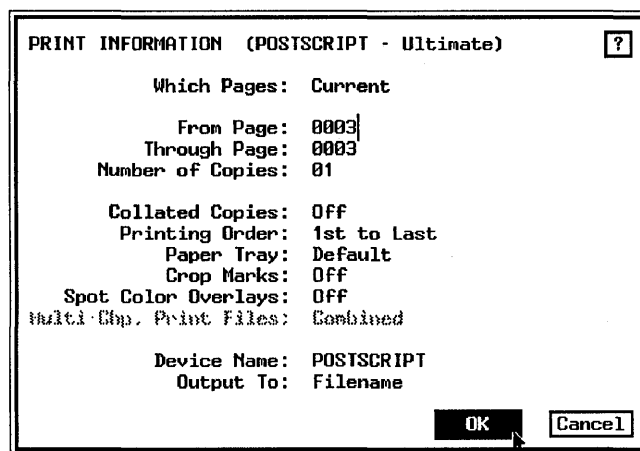 PRINT INFORMATION (POSTSCRIPT - Ultimate) ?
Which Pages: Current
From Page: 0003
Through Page: 0003
Number of Copies: 01
Collated Copies: Off
Printing Order: 1st to Last
Paper Tray: Default
Crop Marks: Off
Spot Color Overlays: Off
Multi-Chp. Print Files: Combined
Device Name: POSTSCRIPT
Output To: Filename
OK Cancel